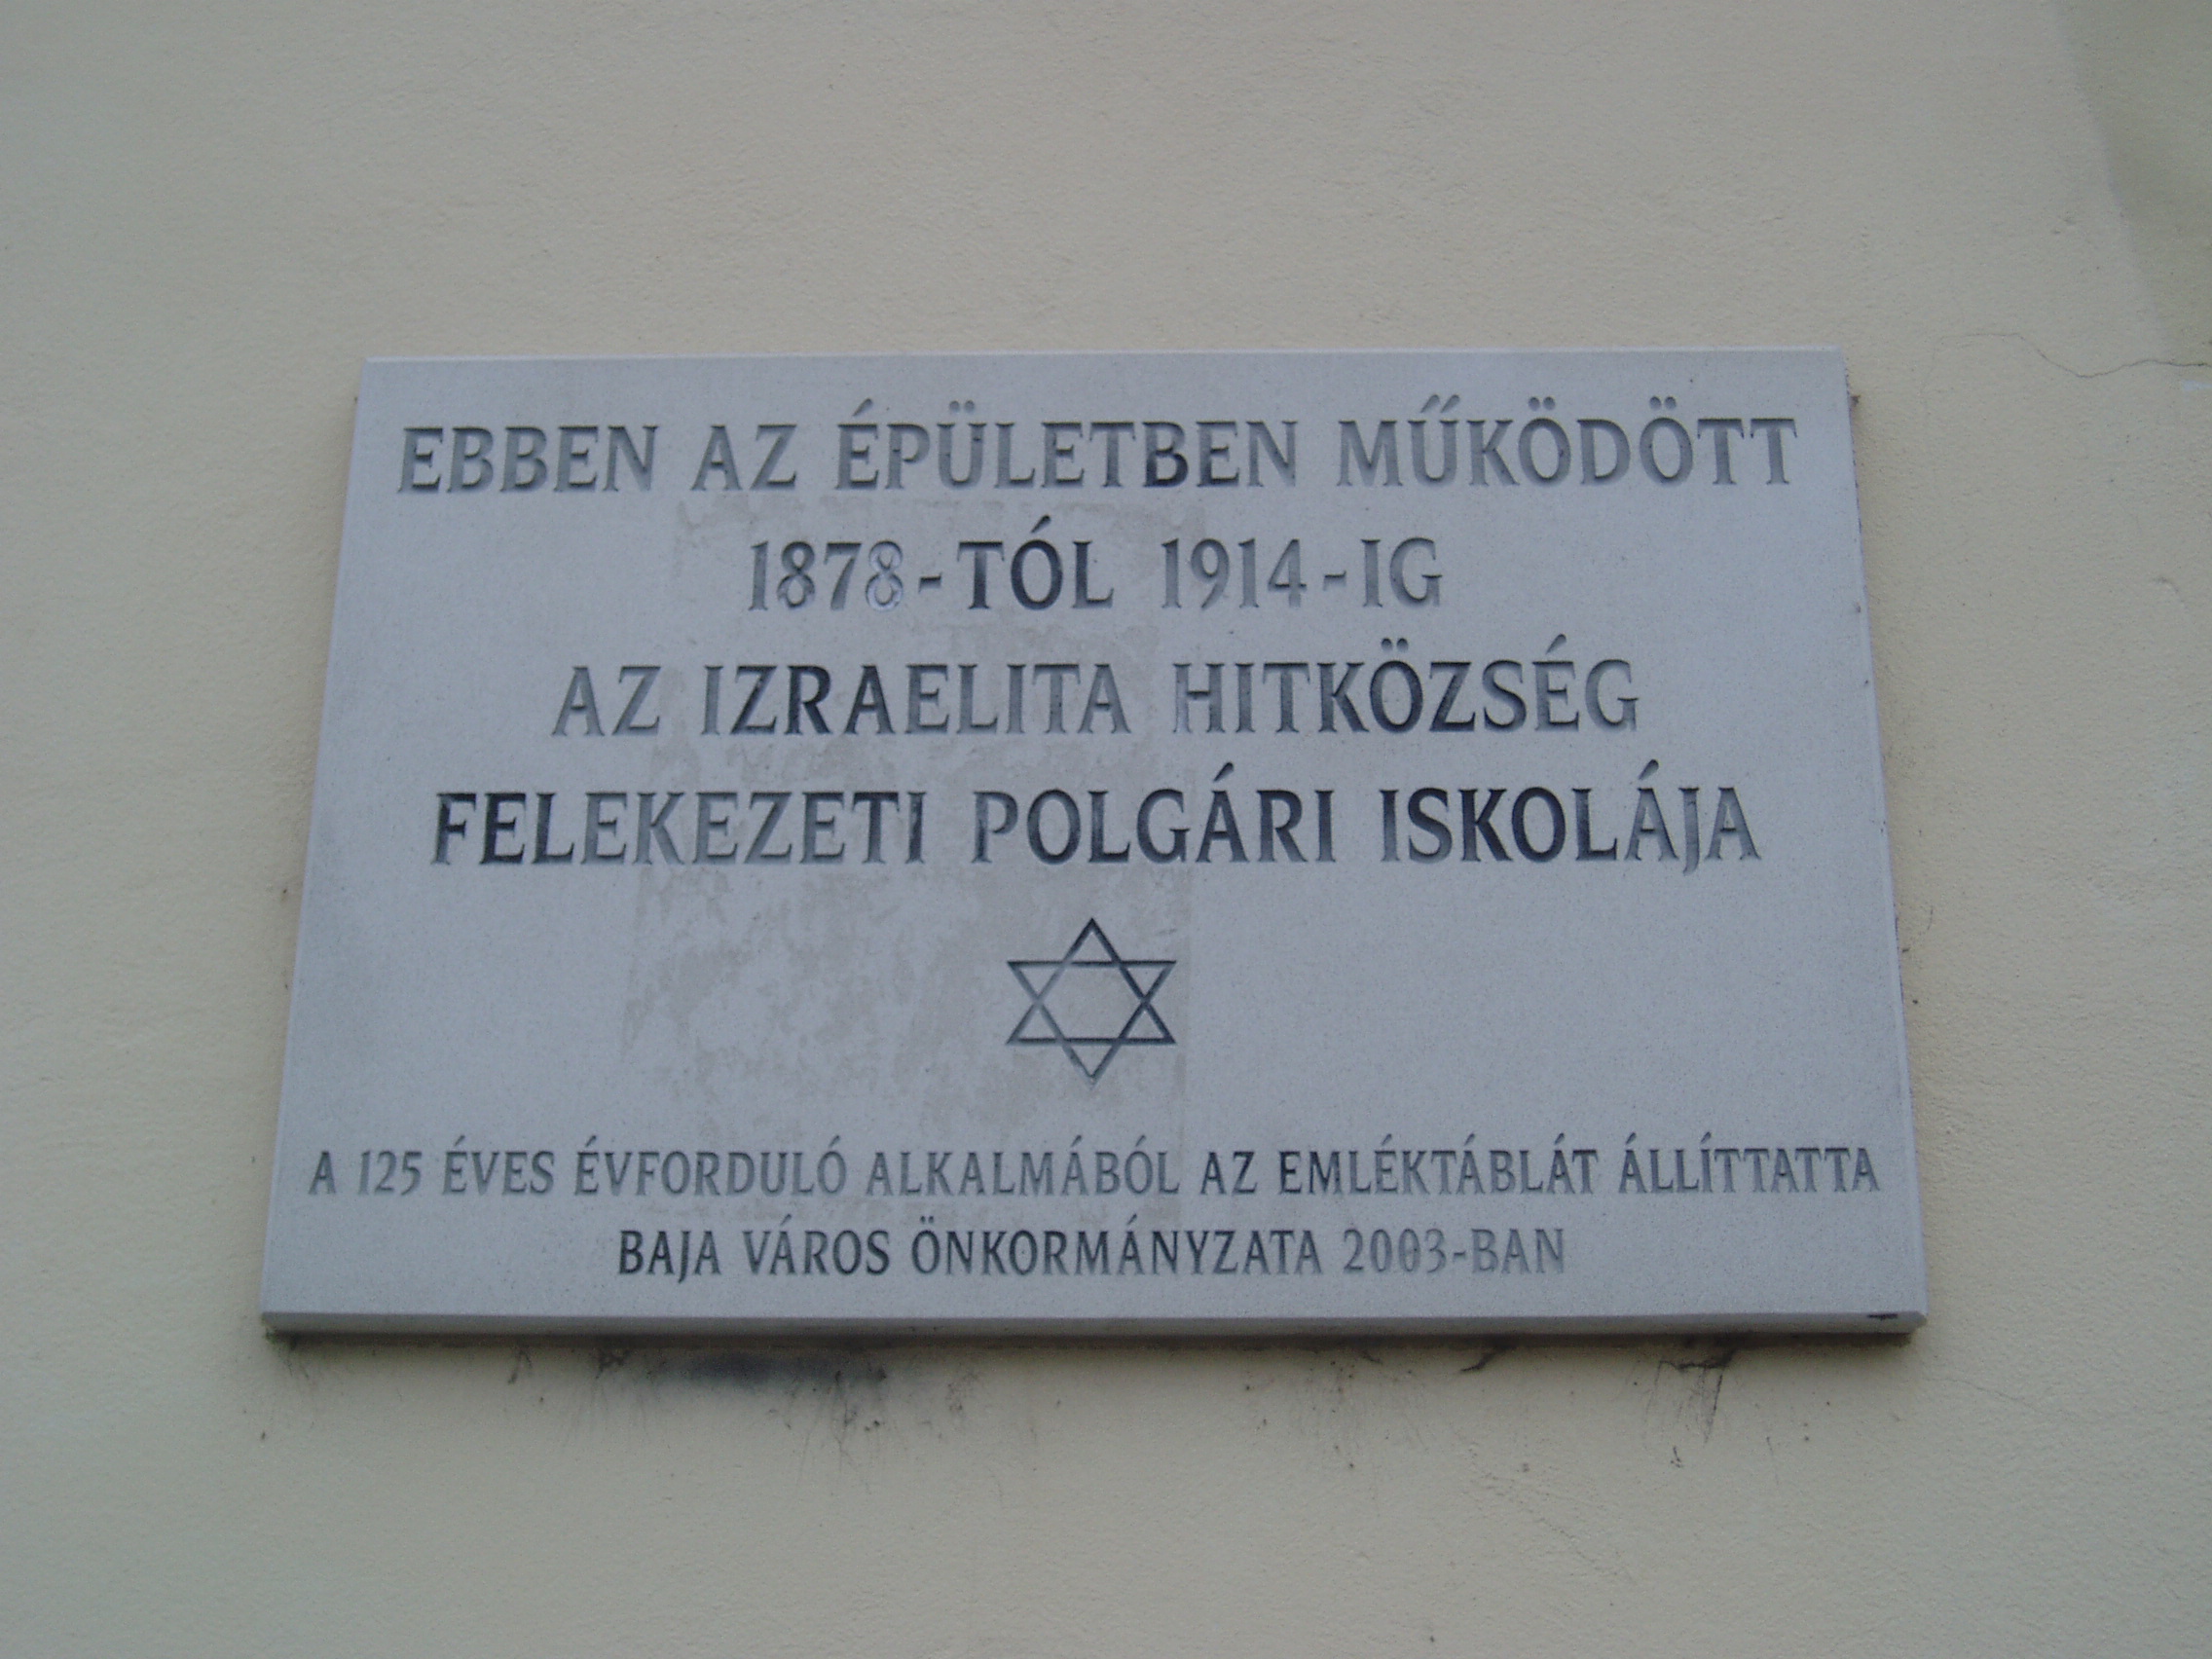 EBBEN AZ ÉPÜLETBEN MŰKÖDÖTT
1878-TÓL 1914-IG
AZ IZRAELITA HITKÖZSÉG
FELEKEZETI POLGÁRI ISKOLÁJA
A 125 ÉVES ÉVFORDULÓ ALKALMÁBÓL AZ EMLÉKTÁBLÁT ÁLLÍTTATTA
BAJA VÁROS ÖNKORMÁNYZATA 2003-BAN